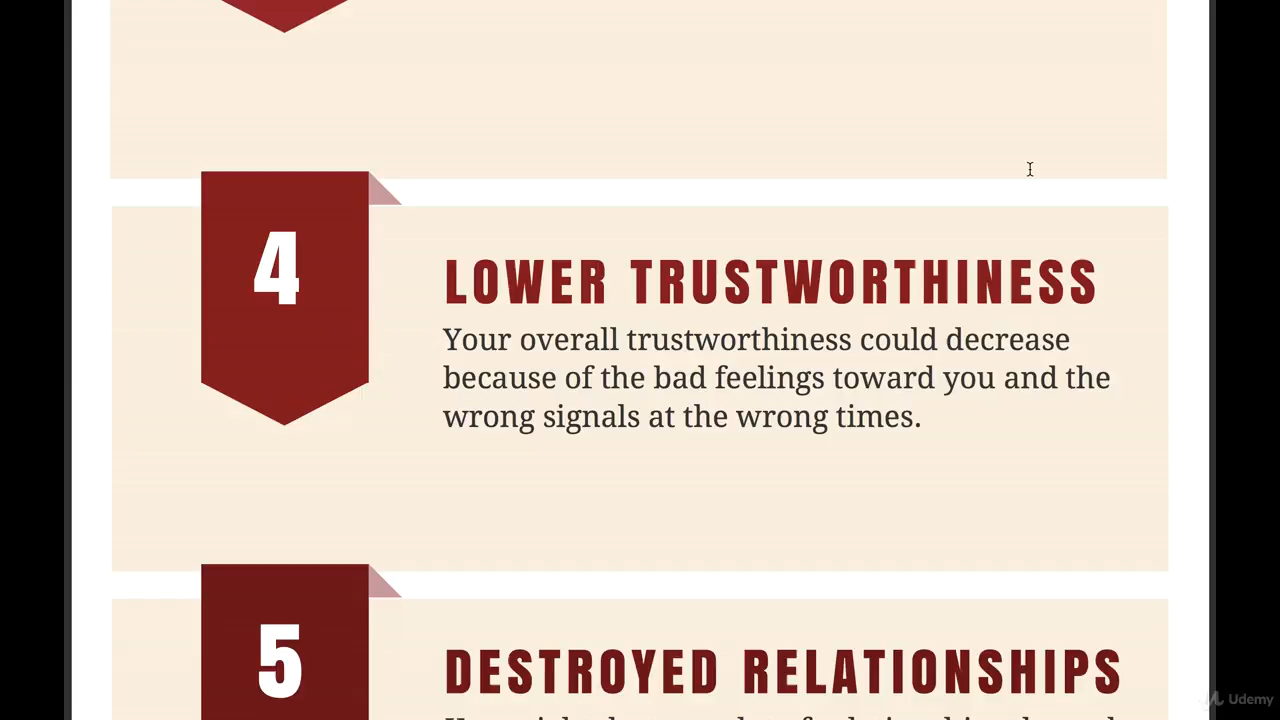 4
LOWER TRUSTWORTHINESS
Your overall trustworthiness could decrease
because of the bad feelings toward you and the
wrong signals at the wrong times.
5
DESTROYED RELATIONSHIPS
Udemy